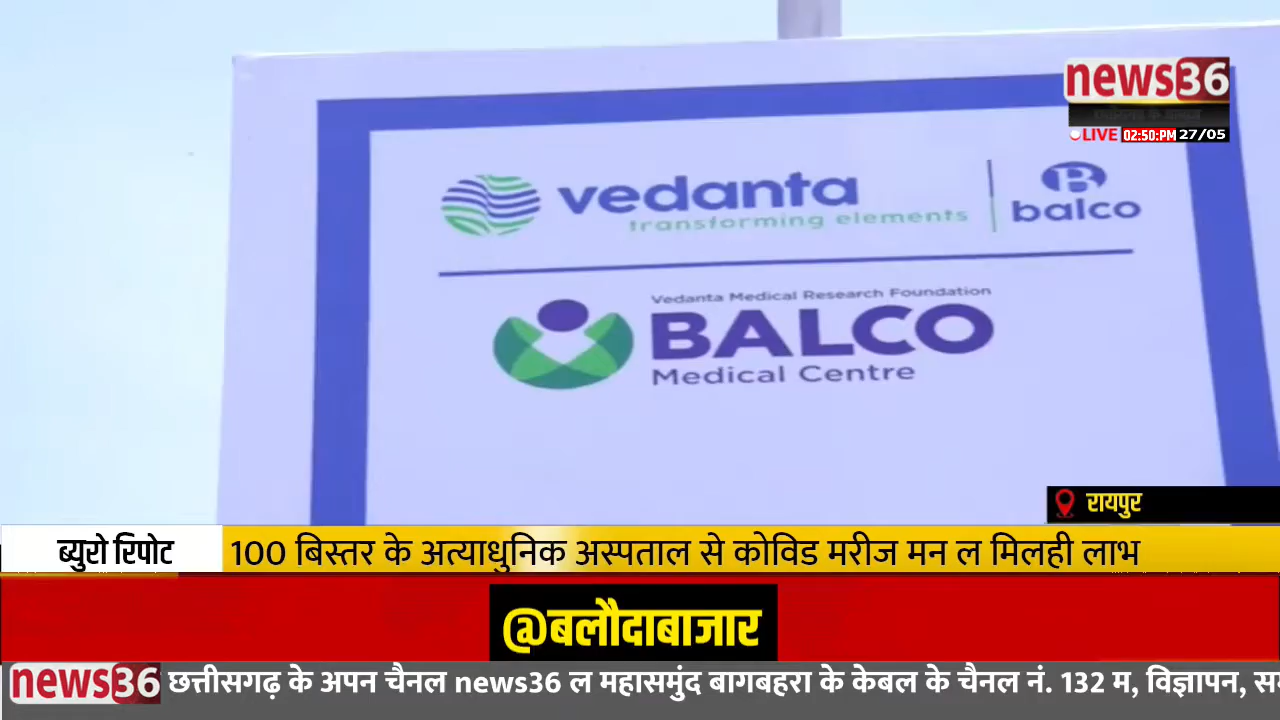 news36
LIVE 02:50:PM 27/05
vedanta
transforming elements
B
balco
Vedanta Medical Research Foundation
BALCO
Medical Centre
रायपुर
ब्युरो रिपोट
100 बिस्तर के अत्याधुनिक अस्पताल से कोविड मरीज मन ल मिलही लाभ
@बलौदाबाजार
news36 छत्तीसगढ़ के अपन चैनल news36 ल महासमुंद बागबहरा के केबल के चैनल नं. 132 म, विज्ञापन,